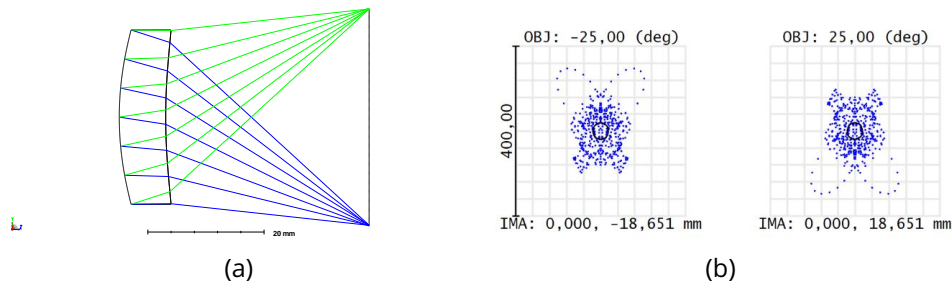 OBJ: -25,00 (deg)
OBJ: 25,00 (deg)
400,00
IMA: 0,000, -18,651 mm
IMA: 0,000, 18,651 mm
20 mm
(a)
(b)